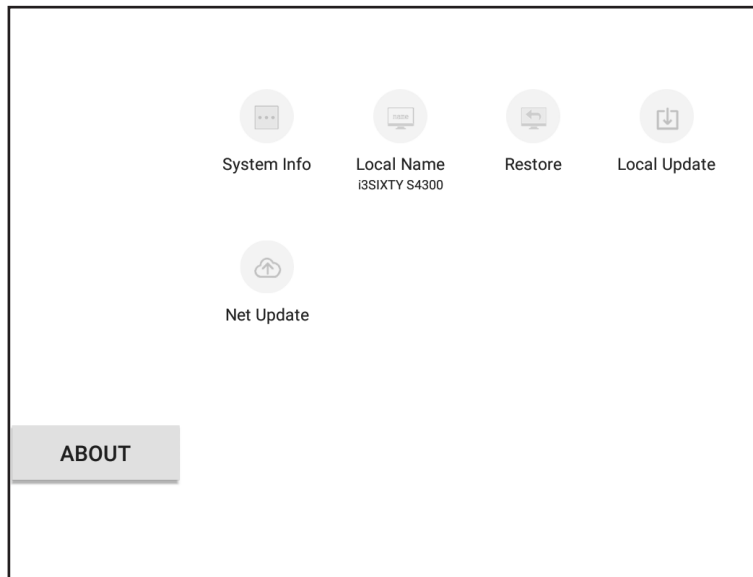 System Info
Local Name
i3SIXTY S4300
Restore
Local Update
Net Update
ABOUT